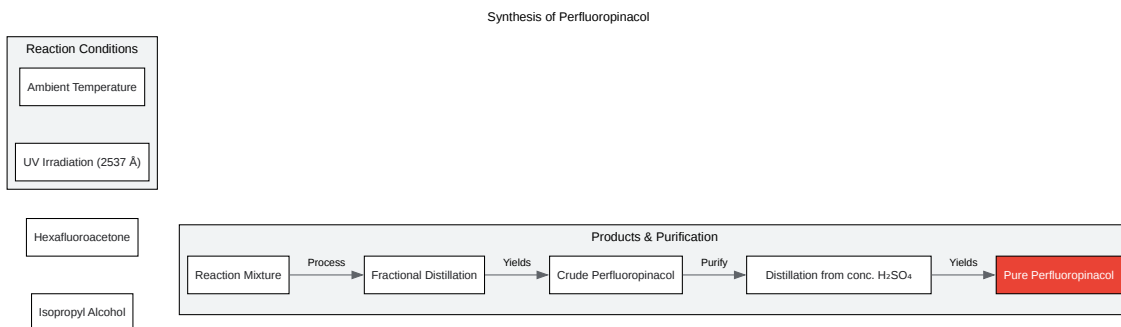 Synthesis of Perfluoropinacol
Reaction Conditions
Ambient Temperature
UV Irradiation (2537 Å)
Hexafluoroacetone
Isopropyl Alcohol
Products & Purification
Reaction Mixture
Process
Fractional Distillation
Yields
Crude Perfluoropinacol
Purify
Distillation from conc. H₂SO₄
Yields
Pure Perfluoropinacol